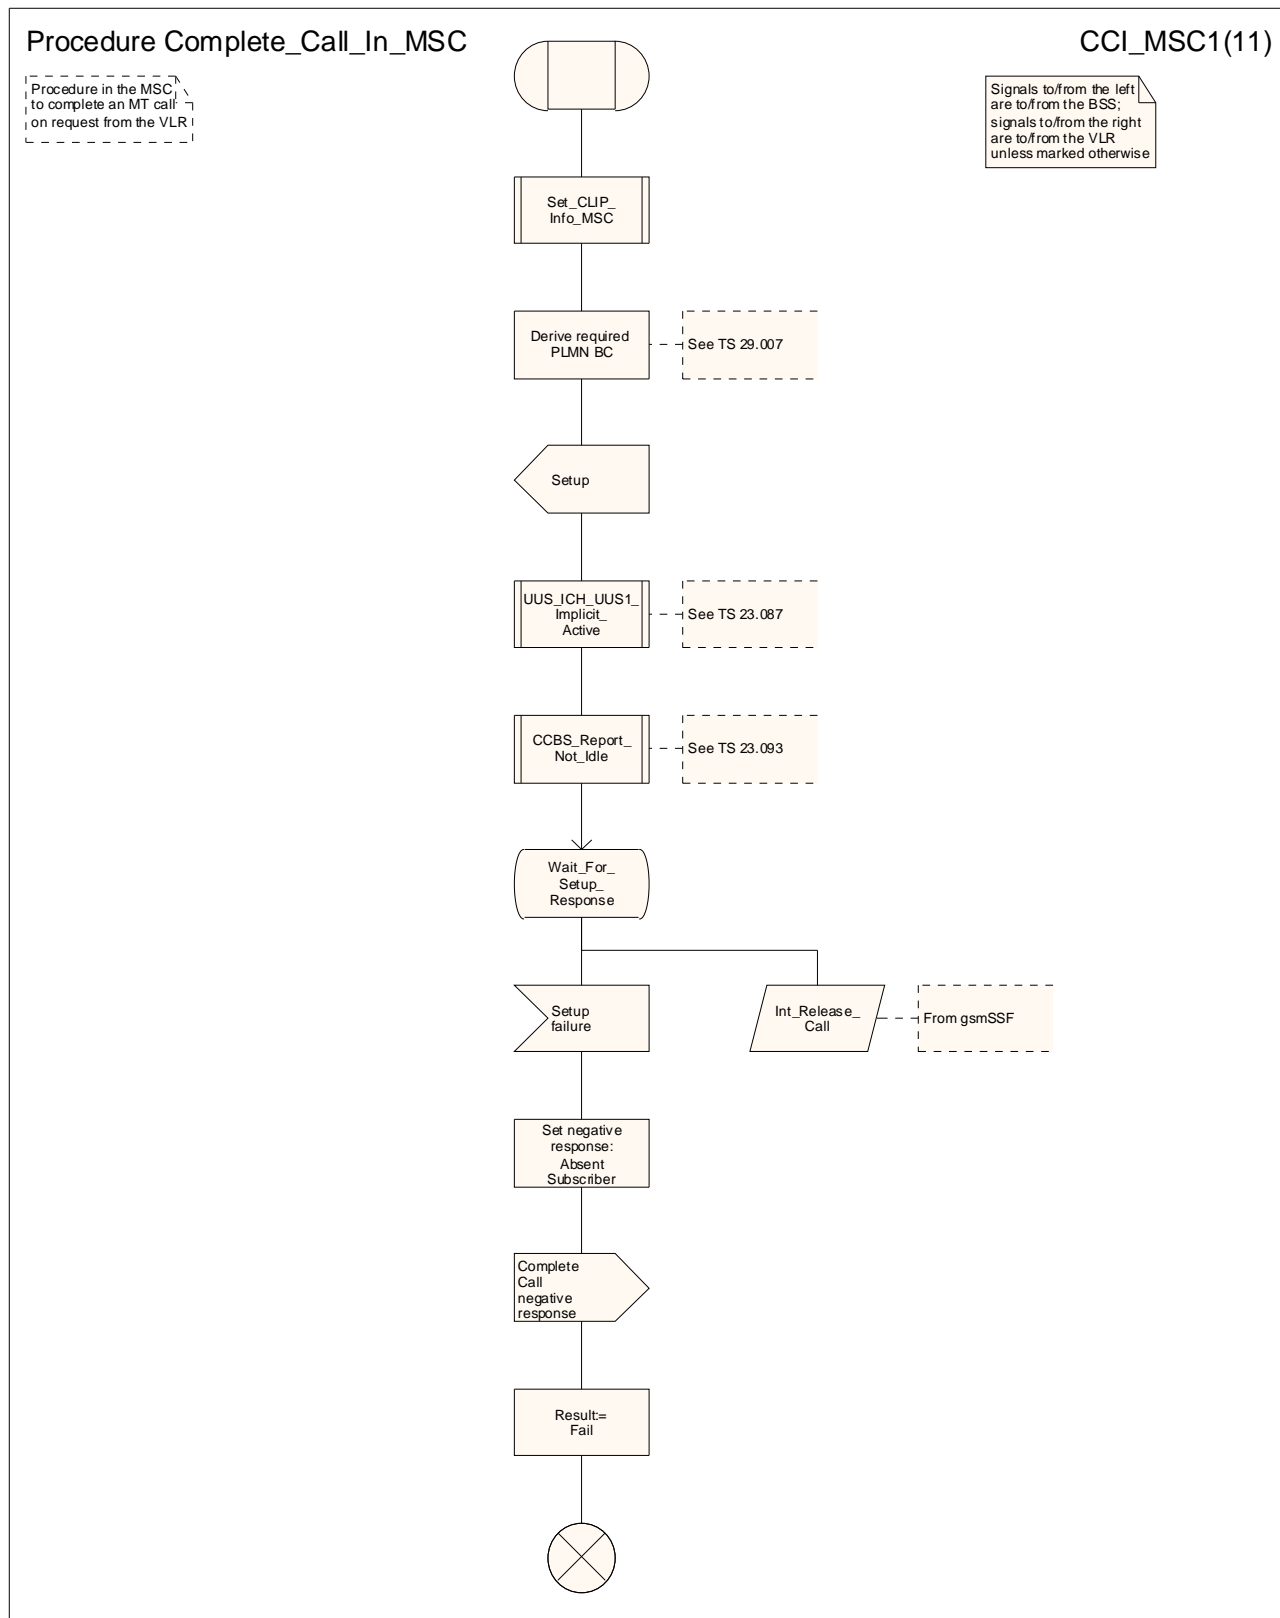 Procedure Complete_Call_In_MSC
CCI_MSC1(11)
Procedure in the MSC
to complete an MT call
on request from the VLR
Signals to/from the left
are to/from the BSS;
signals to/from the right
are to/from the VLR
unless marked otherwise
Set_CLIP_
Info_MSC
Derive required
PLMN BC
See TS 29.007
Setup
UUS_ICH_UUS1_
Implicit_
Active
See TS 23.087
CCBS_Report_
Not_Idle
See TS 23.093
Wait_For_
Setup_
Response
Setup
failure
Int_Release_
Call
From gsmSSF
Set negative
response:
Absent
Subscriber
Complete
Call
negative
response
Result:=
Fail